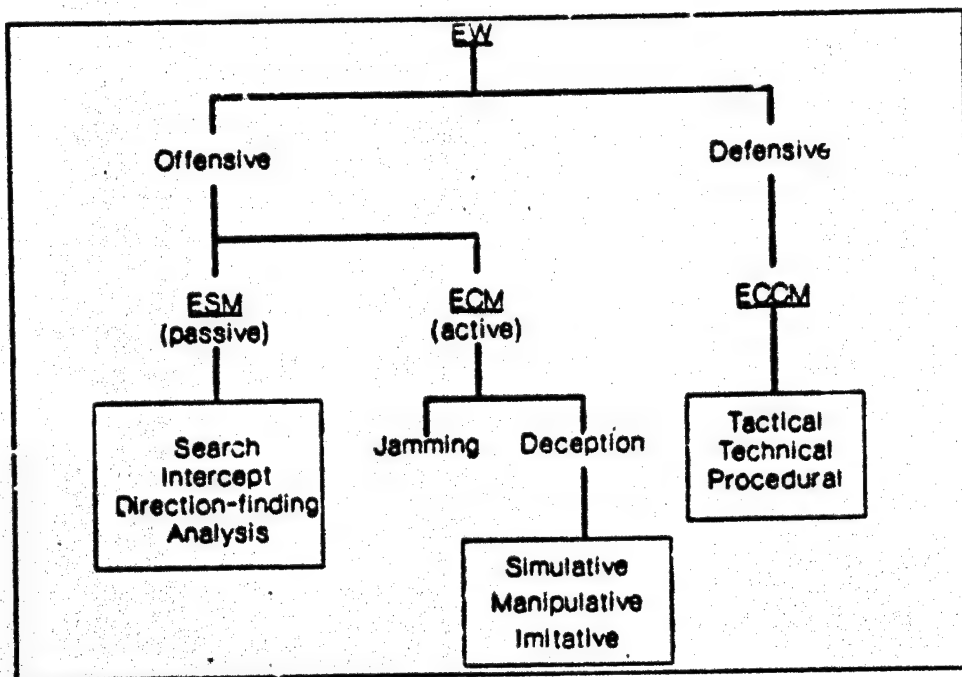 EW
Offensive
Defensive
ESM
(passive)
ECM
(active)
ECCM
Search
Intercept
Direction-finding
Analysis
Jamming
Deception
Tactical
Technical
Procedural
Simulative
Manipulative
Imitative